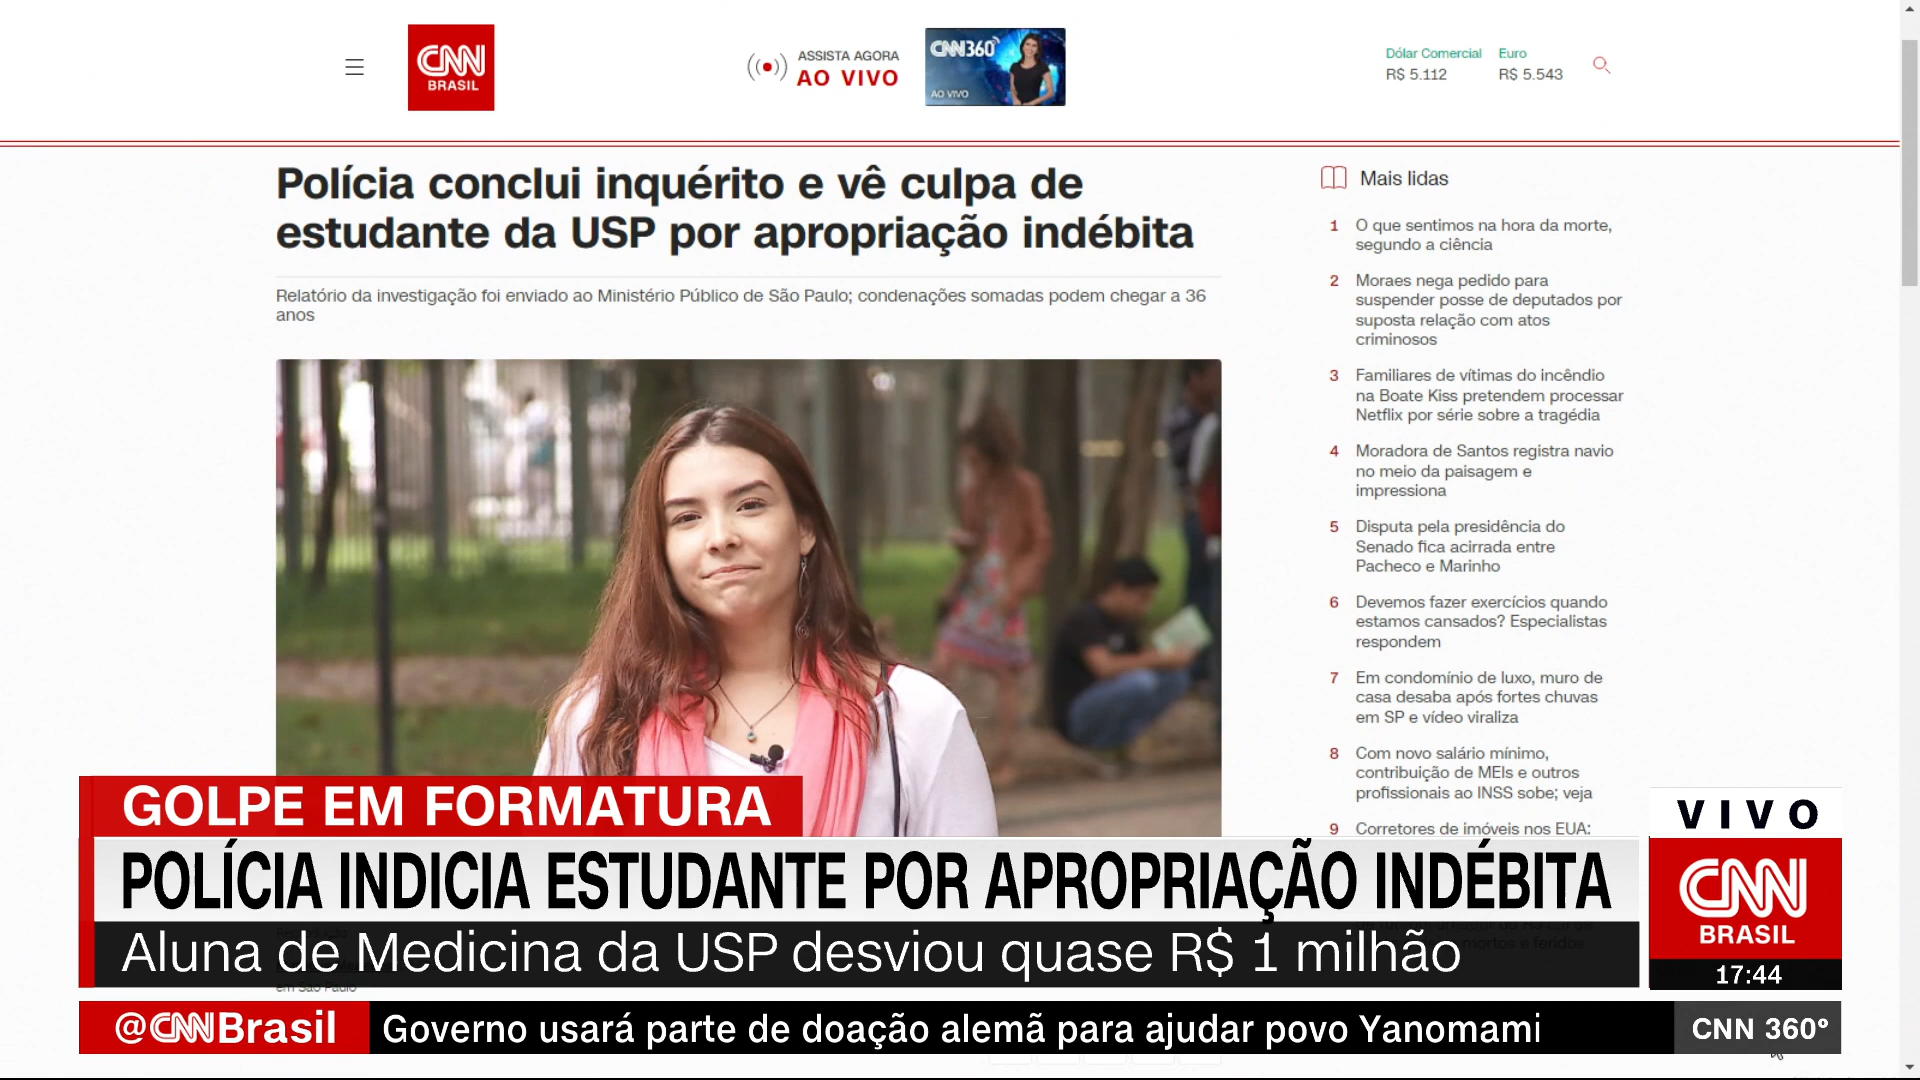 CNN
BRASIL
ASSISTA AGORA
AO VIVO
CNN360°
AO VIVO
Dólar Comercial
R$ 5.112
Euro
R$ 5.543
Polícia conclui inquérito e vê culpa de
estudante da USP por apropriação indébita
Relatório da investigação foi enviado ao Ministério Público de São Paulo; condenações somadas podem chegar a 36
anos
Mais lidas
1 O que sentimos na hora da morte,
segundo a ciência
2 Moraes nega pedido para
suspender posse de deputados por
suposta relação com atos
criminosos
3 Familiares de vítimas do incêndio
na Boate Kiss pretendem processar
Netflix por série sobre a tragédia
4 Moradora de Santos registra navio
no meio da paisagem e
impressiona
5 Disputa pela presidência do
Senado fica acirrada entre
Pacheco e Marinho
6 Devemos fazer exercícios quando
estamos cansados? Especialistas
respondem
7 Em condomínio de luxo, muro de
casa desaba após fortes chuvas
em SP e vídeo viraliza
8 Com novo salário mínimo,
contribuição de MEIs e outros
profissionais ao INSS sobe; veja
9 Corretores de imóveis nos EUA:
mortos e feridos
em São Paulo
GOLPE EM FORMATURA
POLÍCIA INDICIA ESTUDANTE POR APROPRIAÇÃO INDÉBITA
Aluna de Medicina da USP desviou quase R$ 1 milhão
VIVO
CNN
BRASIL
17:44
@CNNBrasil
Governo usará parte de doação alemã para ajudar povo Yanomami
CNN 360°